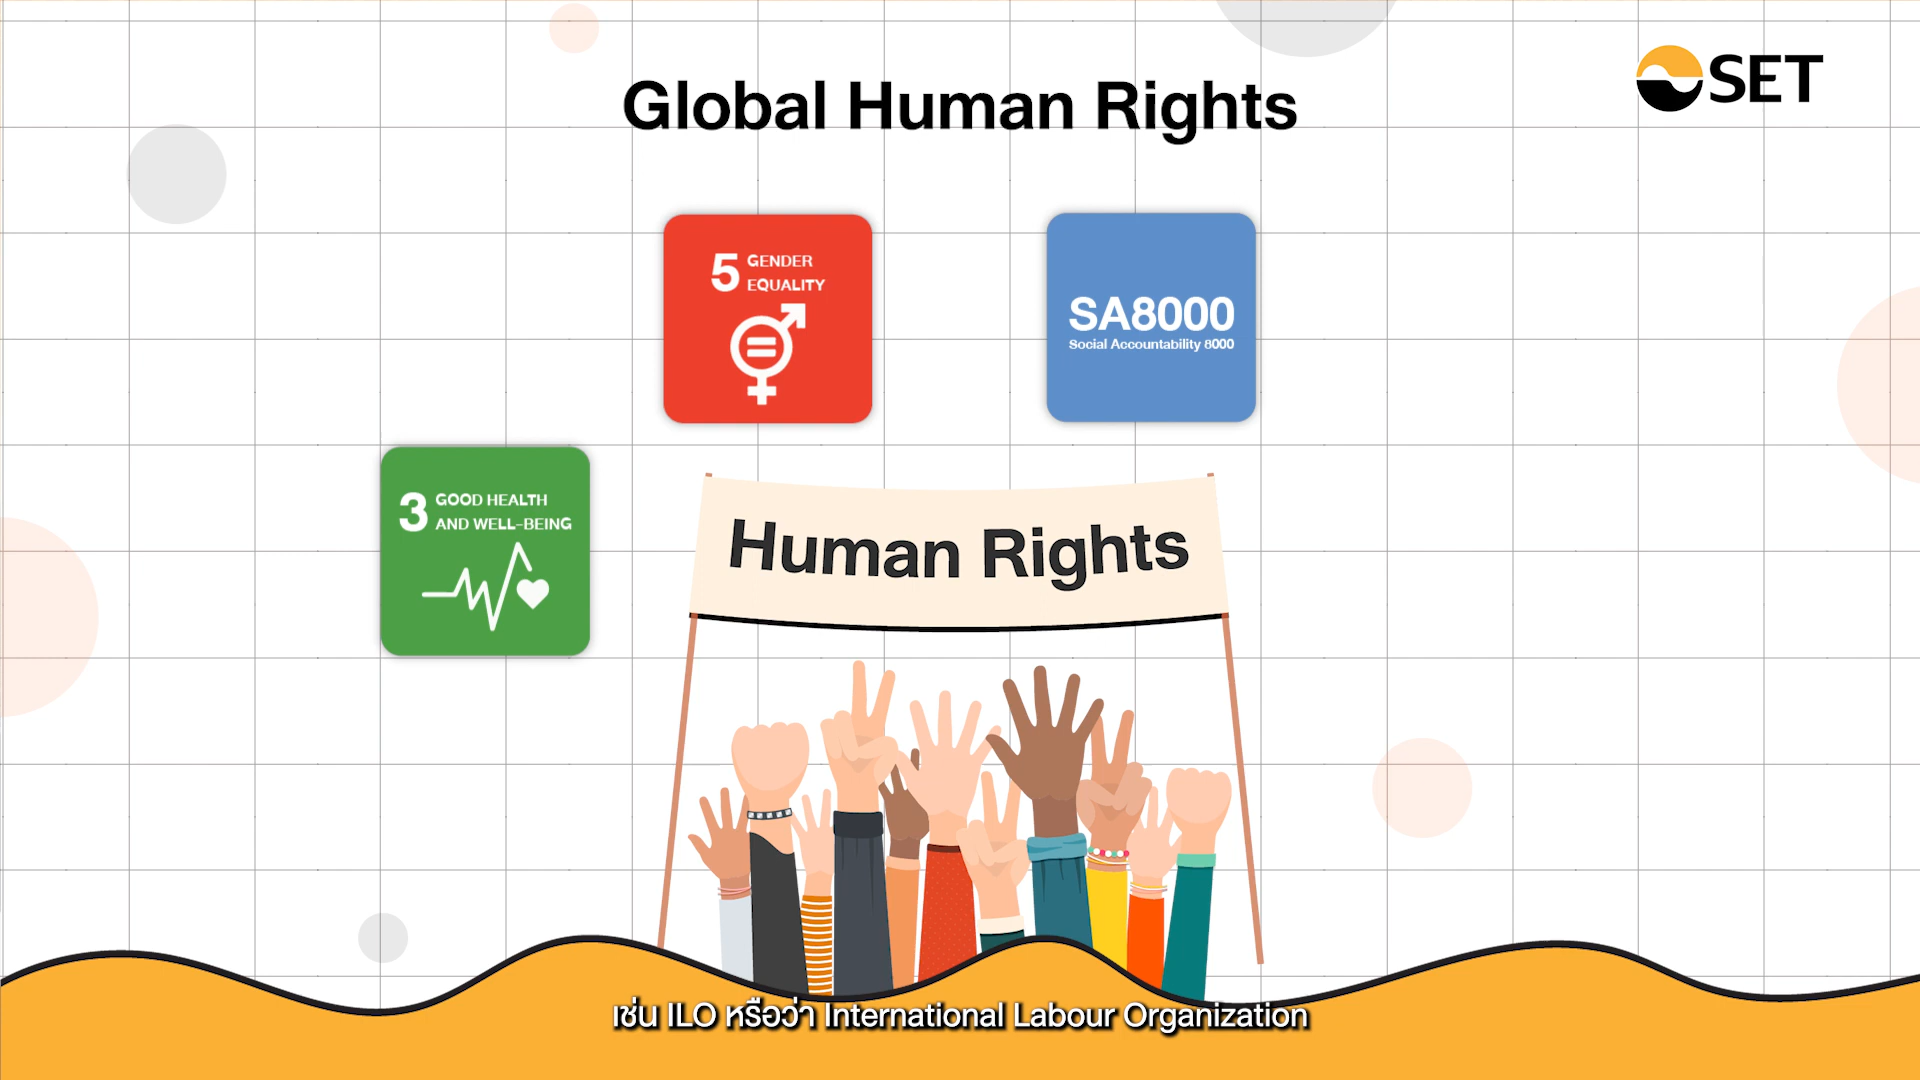 Global Human Rights
SET
5 GENDER
EQUALITY
SA8000
Social Accountability 8000
3 GOOD HEALTH
AND WELL-BEING
Human Rights
เช่น ILO หรือว่า International Labour Organization